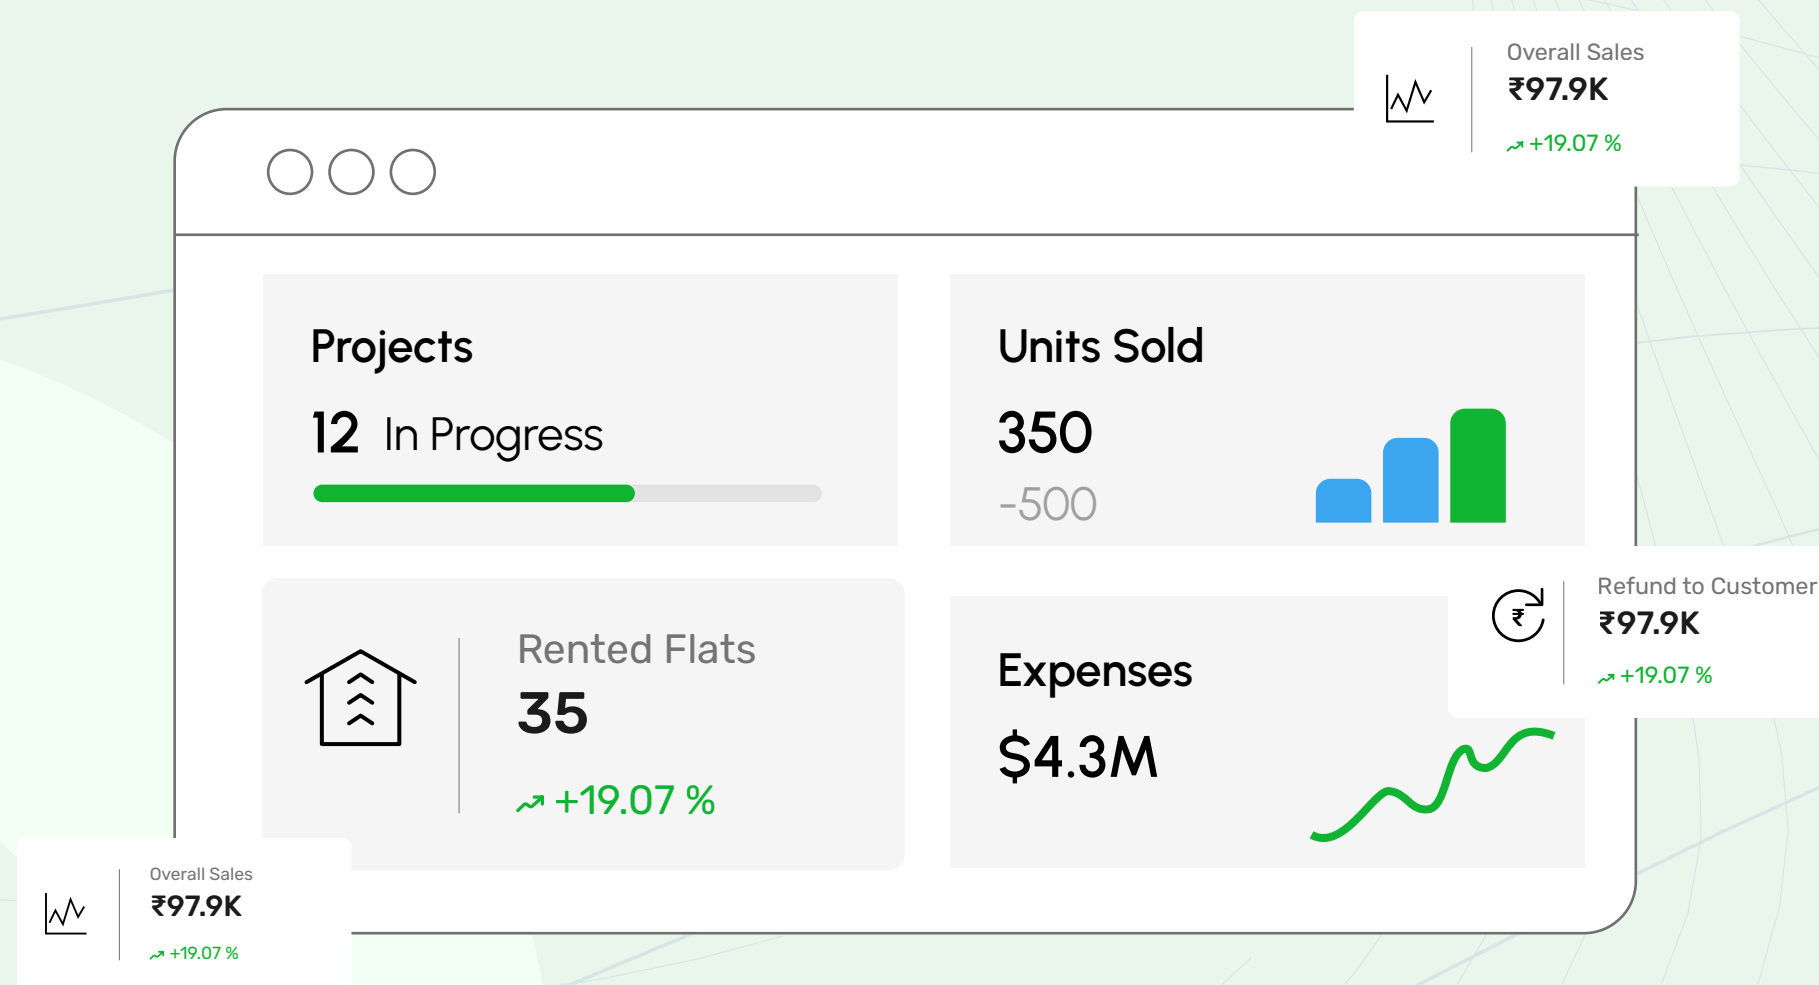 Overall Sales
₹97.9K
+19.07 %
Projects
12 In Progress
Units Sold
350
-500
Rented Flats
35
+19.07 %
Expenses
$4.3M
Refund to Customer
₹97.9K
+19.07 %
Overall Sales
₹97.9K
+19.07 %